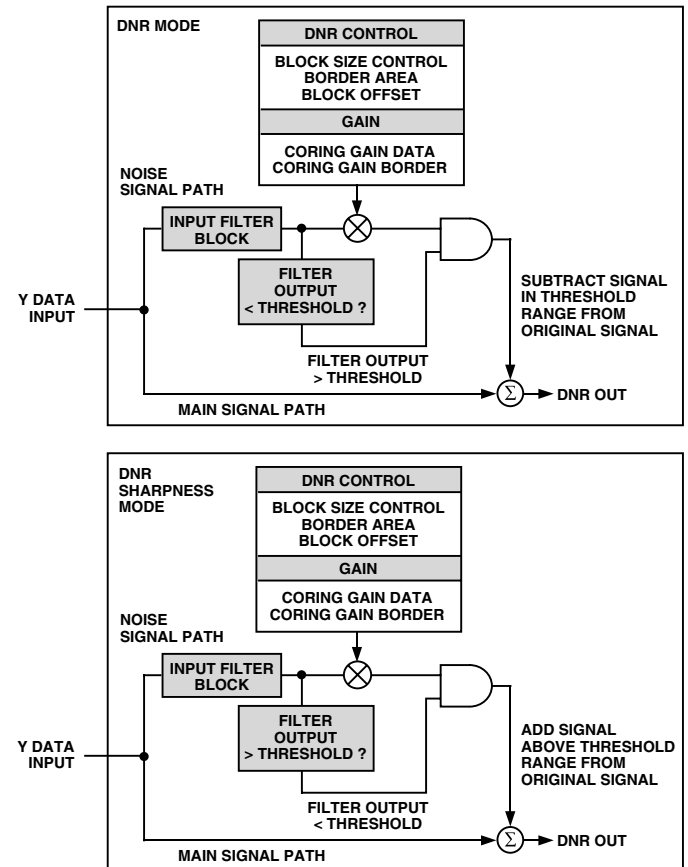 DNR MODE
DNR CONTROL
BLOCK SIZE CONTROL
BORDER AREA
BLOCK OFFSET
GAIN
CORING GAIN DATA
CORING GAIN BORDER
NOISE
SIGNAL PATH
INPUT FILTER
BLOCK
FILTER
OUTPUT
< THRESHOLD ?
Y DATA
INPUT
SUBTRACT SIGNAL
IN THRESHOLD
RANGE FROM
ORIGINAL SIGNAL
FILTER OUTPUT
> THRESHOLD
Σ
DNR OUT
MAIN SIGNAL PATH
DNR
SHARPNESS
MODE
DNR CONTROL
BLOCK SIZE CONTROL
BORDER AREA
BLOCK OFFSET
GAIN
CORING GAIN DATA
CORING GAIN BORDER
NOISE
SIGNAL PATH
INPUT FILTER
BLOCK
FILTER
OUTPUT
> THRESHOLD ?
Y DATA
INPUT
ADD SIGNAL
ABOVE THRESHOLD
RANGE FROM
ORIGINAL SIGNAL
FILTER OUTPUT
< THRESHOLD
Σ
DNR OUT
MAIN SIGNAL PATH